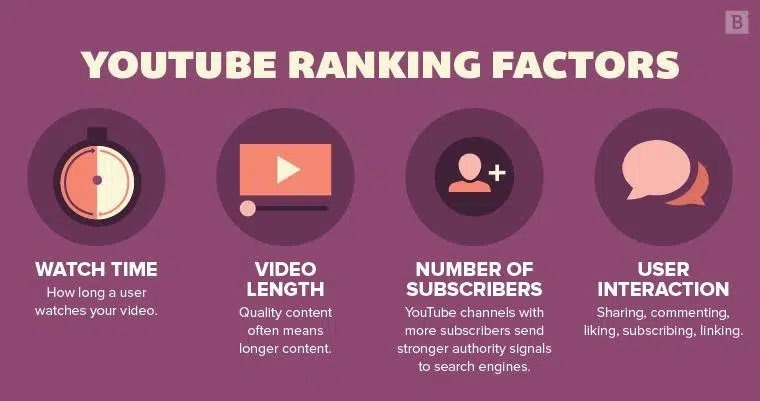 B
YOUTUBE RANKING FACTORS
WATCH TIME
How long a user
watches your video.
VIDEO
LENGTH
Quality content
often means
longer content.
NUMBER OF
SUBSCRIBERS
YouTube channels with
more subscribers send
stronger authority signals
to search engines.
USER
INTERACTION
Sharing, commenting,
liking, subscribing, linking.